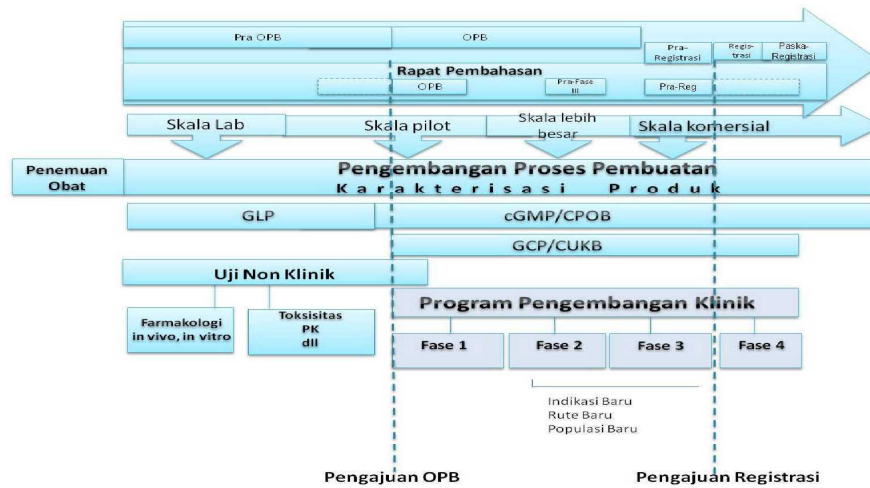 Pra OPB
OPB
Pra-
Registrasi
Regis-
trasi
Paska-
Registrasi
Rapat Pembahasan
OPB
Pra-Fase
III
Pra-Reg
Skala Lab
Skala pilot
Skala lebih
besar
Skala komersial
Penemuan
Obat
Pengembangan Proses Pembuatan
Karakterisasi Produk
GLP
cGMP/CPOB
GCP/CUKB
Uji Non Klinik
Program Pengembangan Klinik
Farmakologi
in vivo, in vitro
Toksisitas
PK
dll
Fase 1
Fase 2
Fase 3
Fase 4
Indikasi Baru
Rute Baru
Populasi Baru
Pengajuan OPB
Pengajuan Registrasi